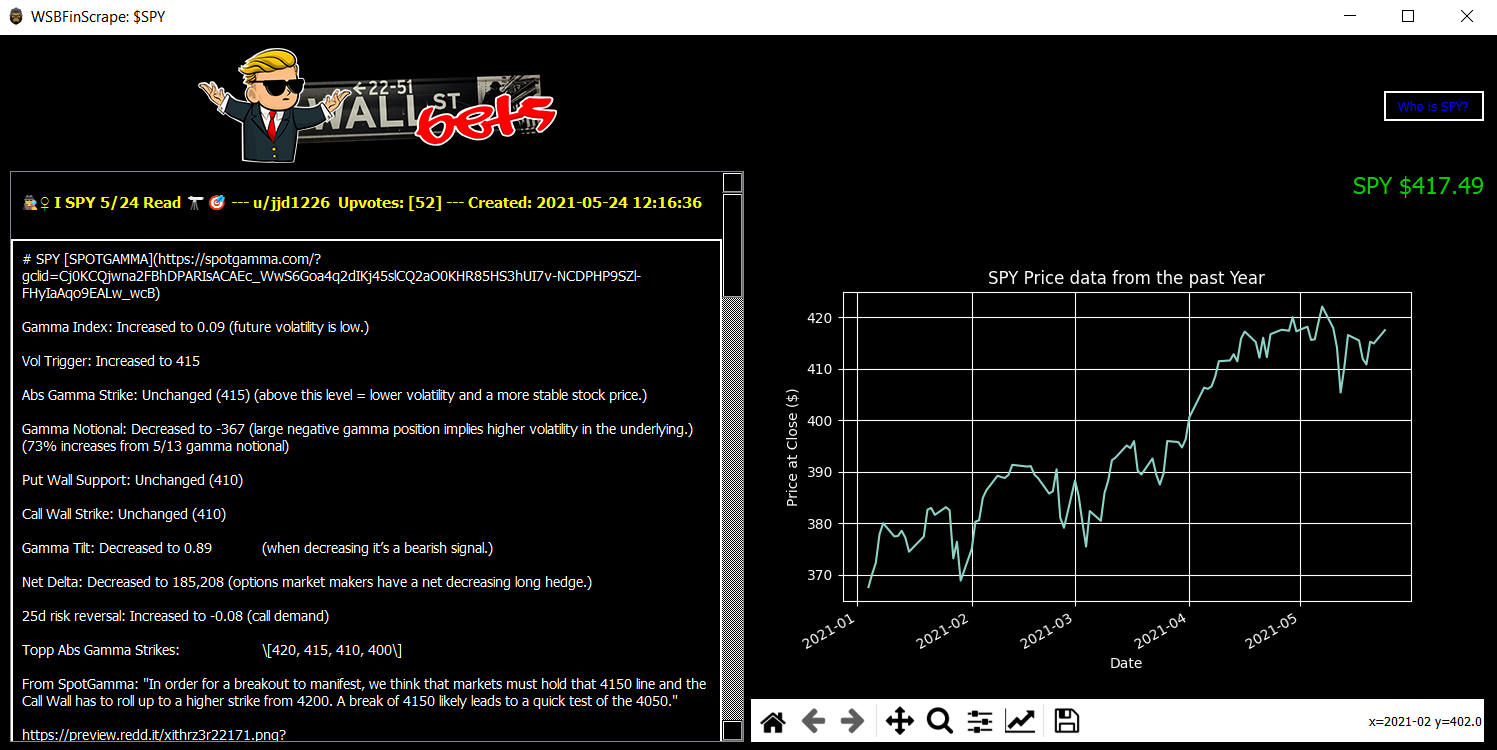 WSBFinScrape: $SPY
←22-51
WALL ST
bets
Who is SPY?
SPY $417.49
🕵♀ I SPY 5/24 Read 🔭 🎯 --- u/jjd1226 Upvotes: [52] --- Created: 2021-05-24 12:16:36
# SPY [SPOTGAMMA](https://spotgamma.com/?
gclid=Cj0KCQjwna2FBhDPARIsACAEc_WwS6Goa4q2dIKj45slCQ2aO0KHR85HS3hUI7v-NCDPHP9SZl-
FHyIaAqo9EALw_wcB)
Gamma Index: Increased to 0.09 (future volatility is low.)
Vol Trigger: Increased to 415
Abs Gamma Strike: Unchanged (415) (above this level = lower volatility and a more stable stock price.)
Gamma Notional: Decreased to -367 (large negative gamma position implies higher volatility in the underlying.)
(73% increases from 5/13 gamma notional)
Put Wall Support: Unchanged (410)
Call Wall Strike: Unchanged (410)
Gamma Tilt: Decreased to 0.89 (when decreasing it’s a bearish signal.)
Net Delta: Decreased to 185,208 (options market makers have a net decreasing long hedge.)
25d risk reversal: Increased to -0.08 (call demand)
Topp Abs Gamma Strikes: \[420, 415, 410, 400\]
From SpotGamma: "In order for a breakout to manifest, we think that markets must hold that 4150 line and the
Call Wall has to roll up to a higher strike from 4200. A break of 4150 likely leads to a quick test of the 4050."
https://preview.redd.it/xithrz3r22171.png?
SPY Price data from the past Year
Price at Close ($)
420
410
400
390
380
370
2021-01
2021-02
2021-03
2021-04
2021-05
Date
x=2021-02 y=402.0